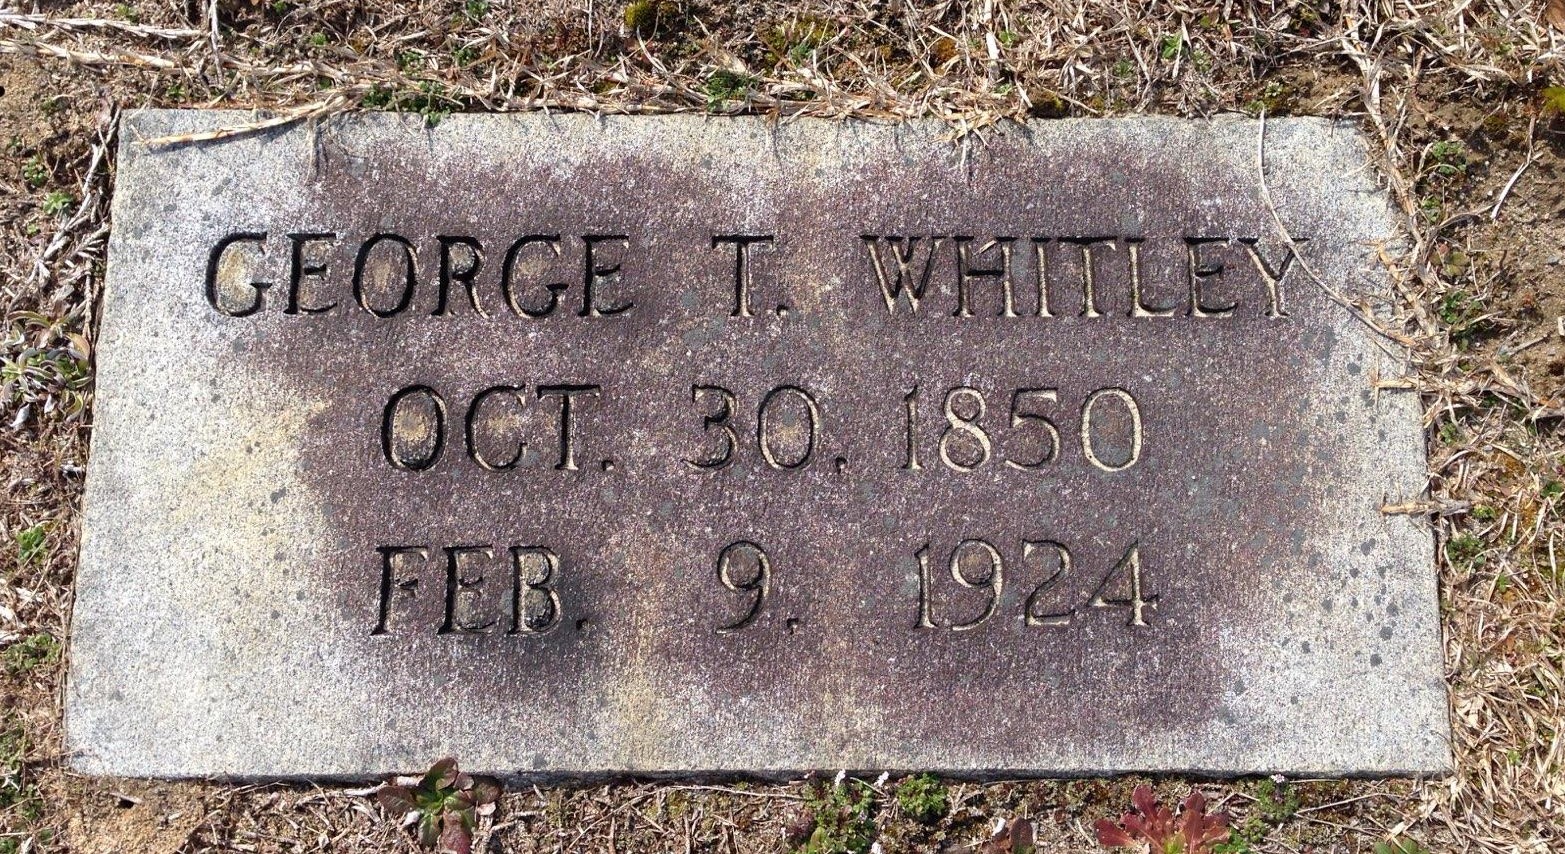 GEORGE T. WHITLEY
OCT. 30, 1850
FEB. 9, 1924